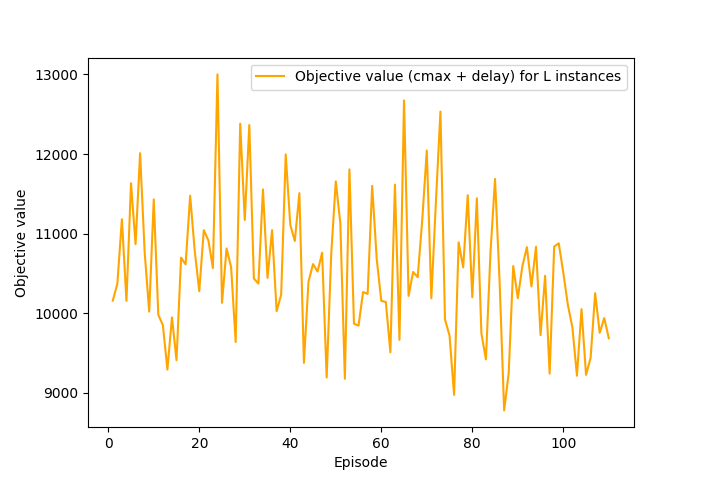 Objective value (cmax + delay) for L instances
13000
12000
11000
10000
9000
Objective value
0 20 40 60 80 100
Episode